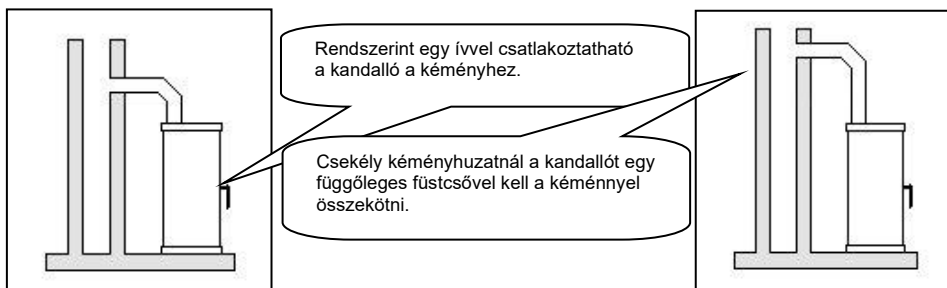 Rendszerint egy ívvel csatlakoztatható
a kandalló a kéményhez.
Csekély kéményhuzatnál a kandallót egy
függőleges füstcsővel kell a kéménnyel
összekötni.